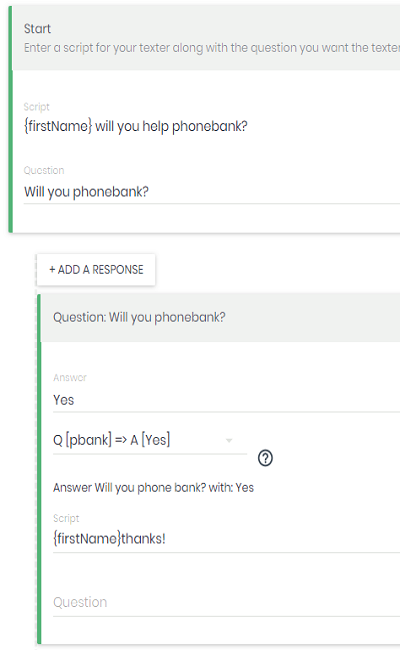 Start
Enter a script for your texter along with the question you want the texter
Script
{firstName} will you help phonebank?
Question
Will you phonebank?
+ ADD A RESPONSE
Question: Will you phonebank?
Answer
Yes
Q [pbank] => A [Yes]
?
Answer Will you phone bank? with: Yes
Script
{firstName}thanks!
Question